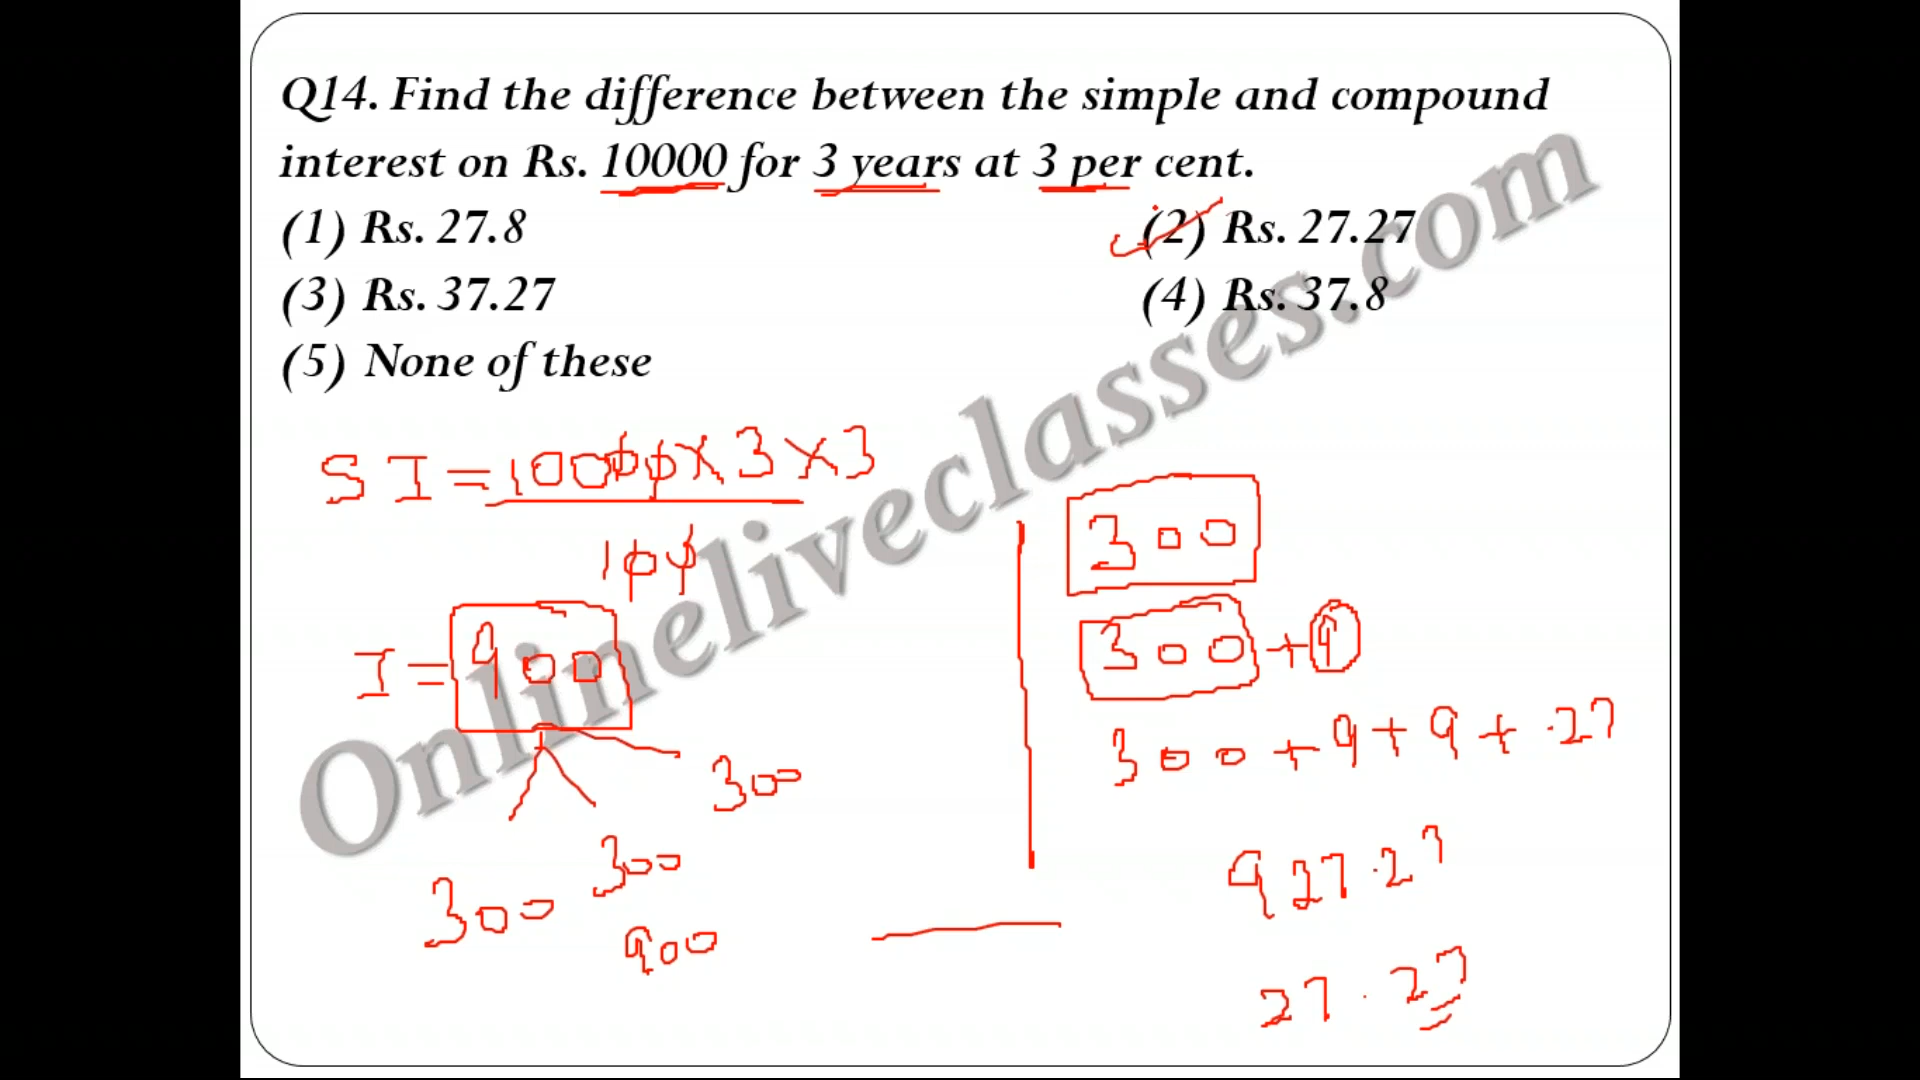 Q14. Find the difference between the simple and compound
interest on Rs. 10000 for 3 years at 3 per cent.
(1) Rs. 27.8 (2) Rs. 27.27
(3) Rs. 37.27 (4) Rs. 37.8
(5) None of these
Onlineliveclasses.com
SI = 10000 x 3 x 3
100
I = 900
300
300
300
900
300
300 + 9
300 + 9 + 9 + .27
927.27
27.27